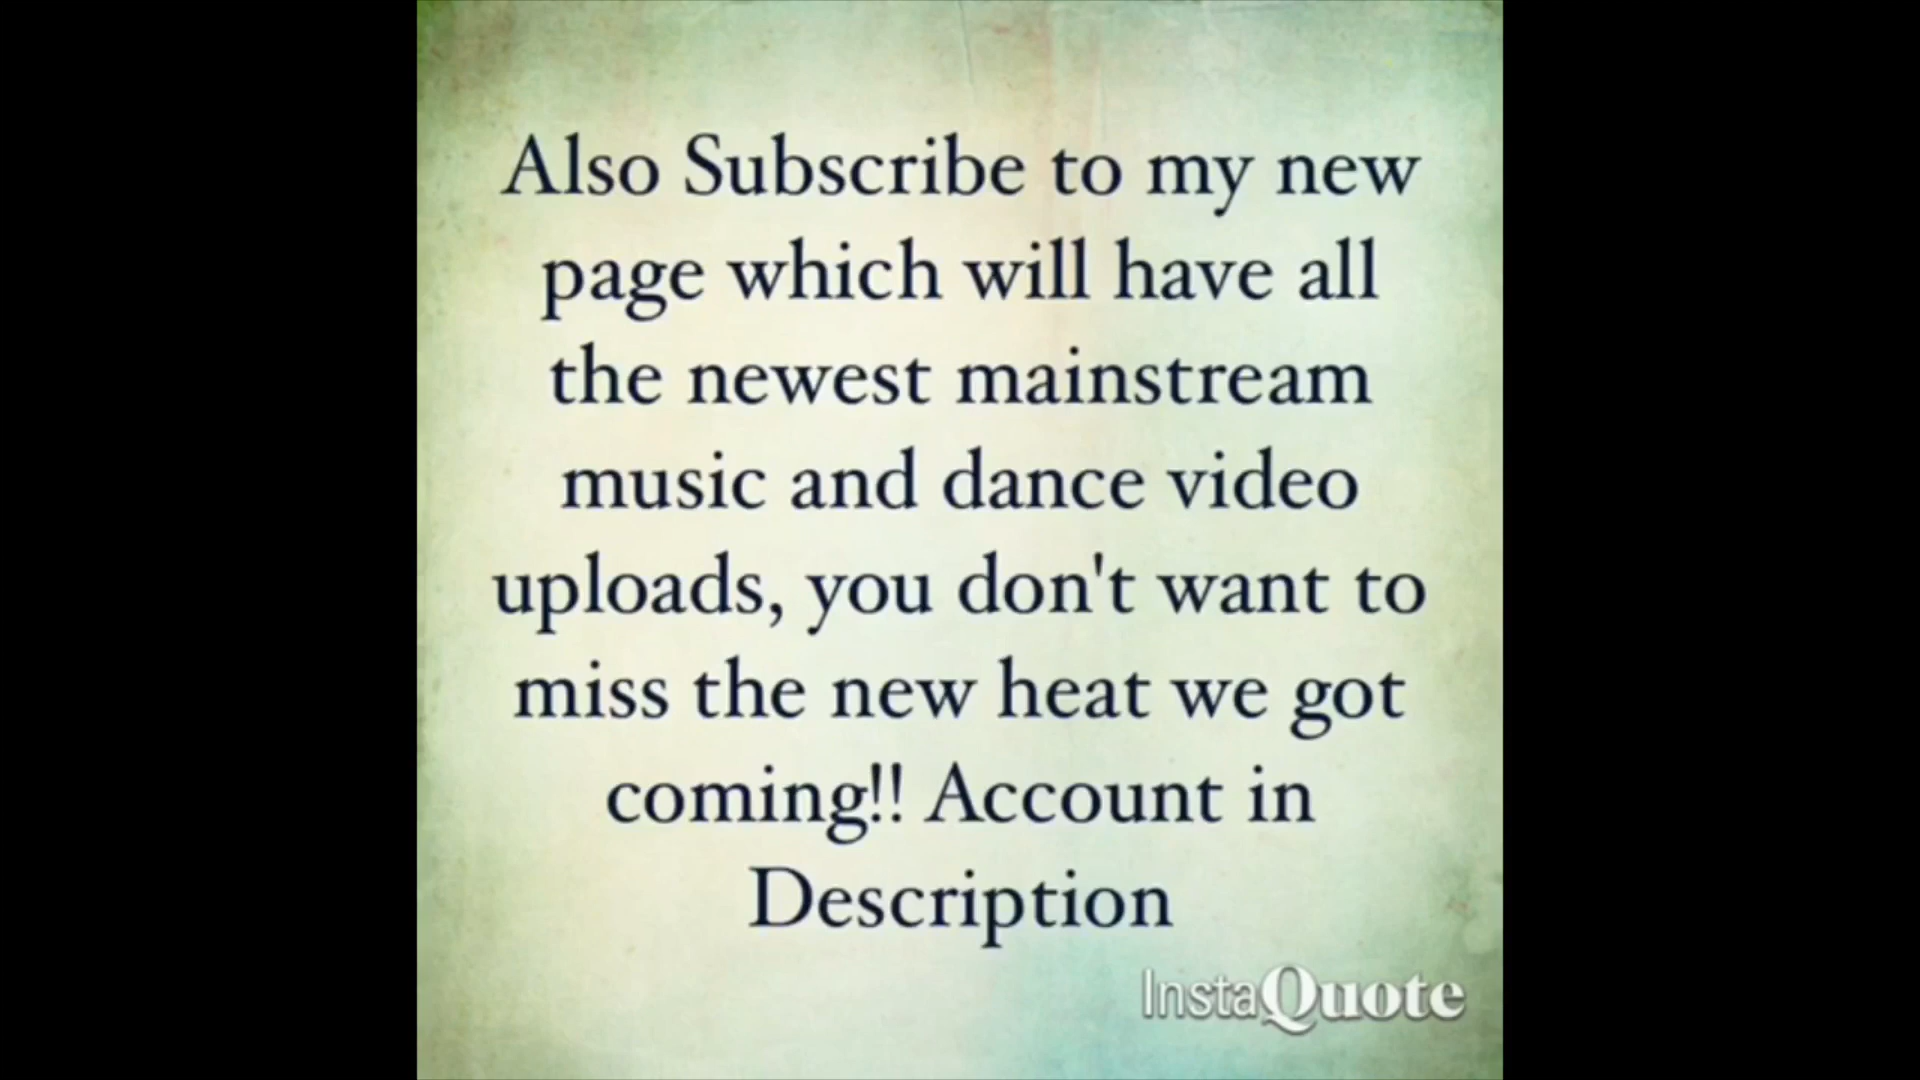 Also Subscribe to my new
page which will have all
the newest mainstream
music and dance video
uploads, you don't want to
miss the new heat we got
coming!! Account in
Description
InstaQuote